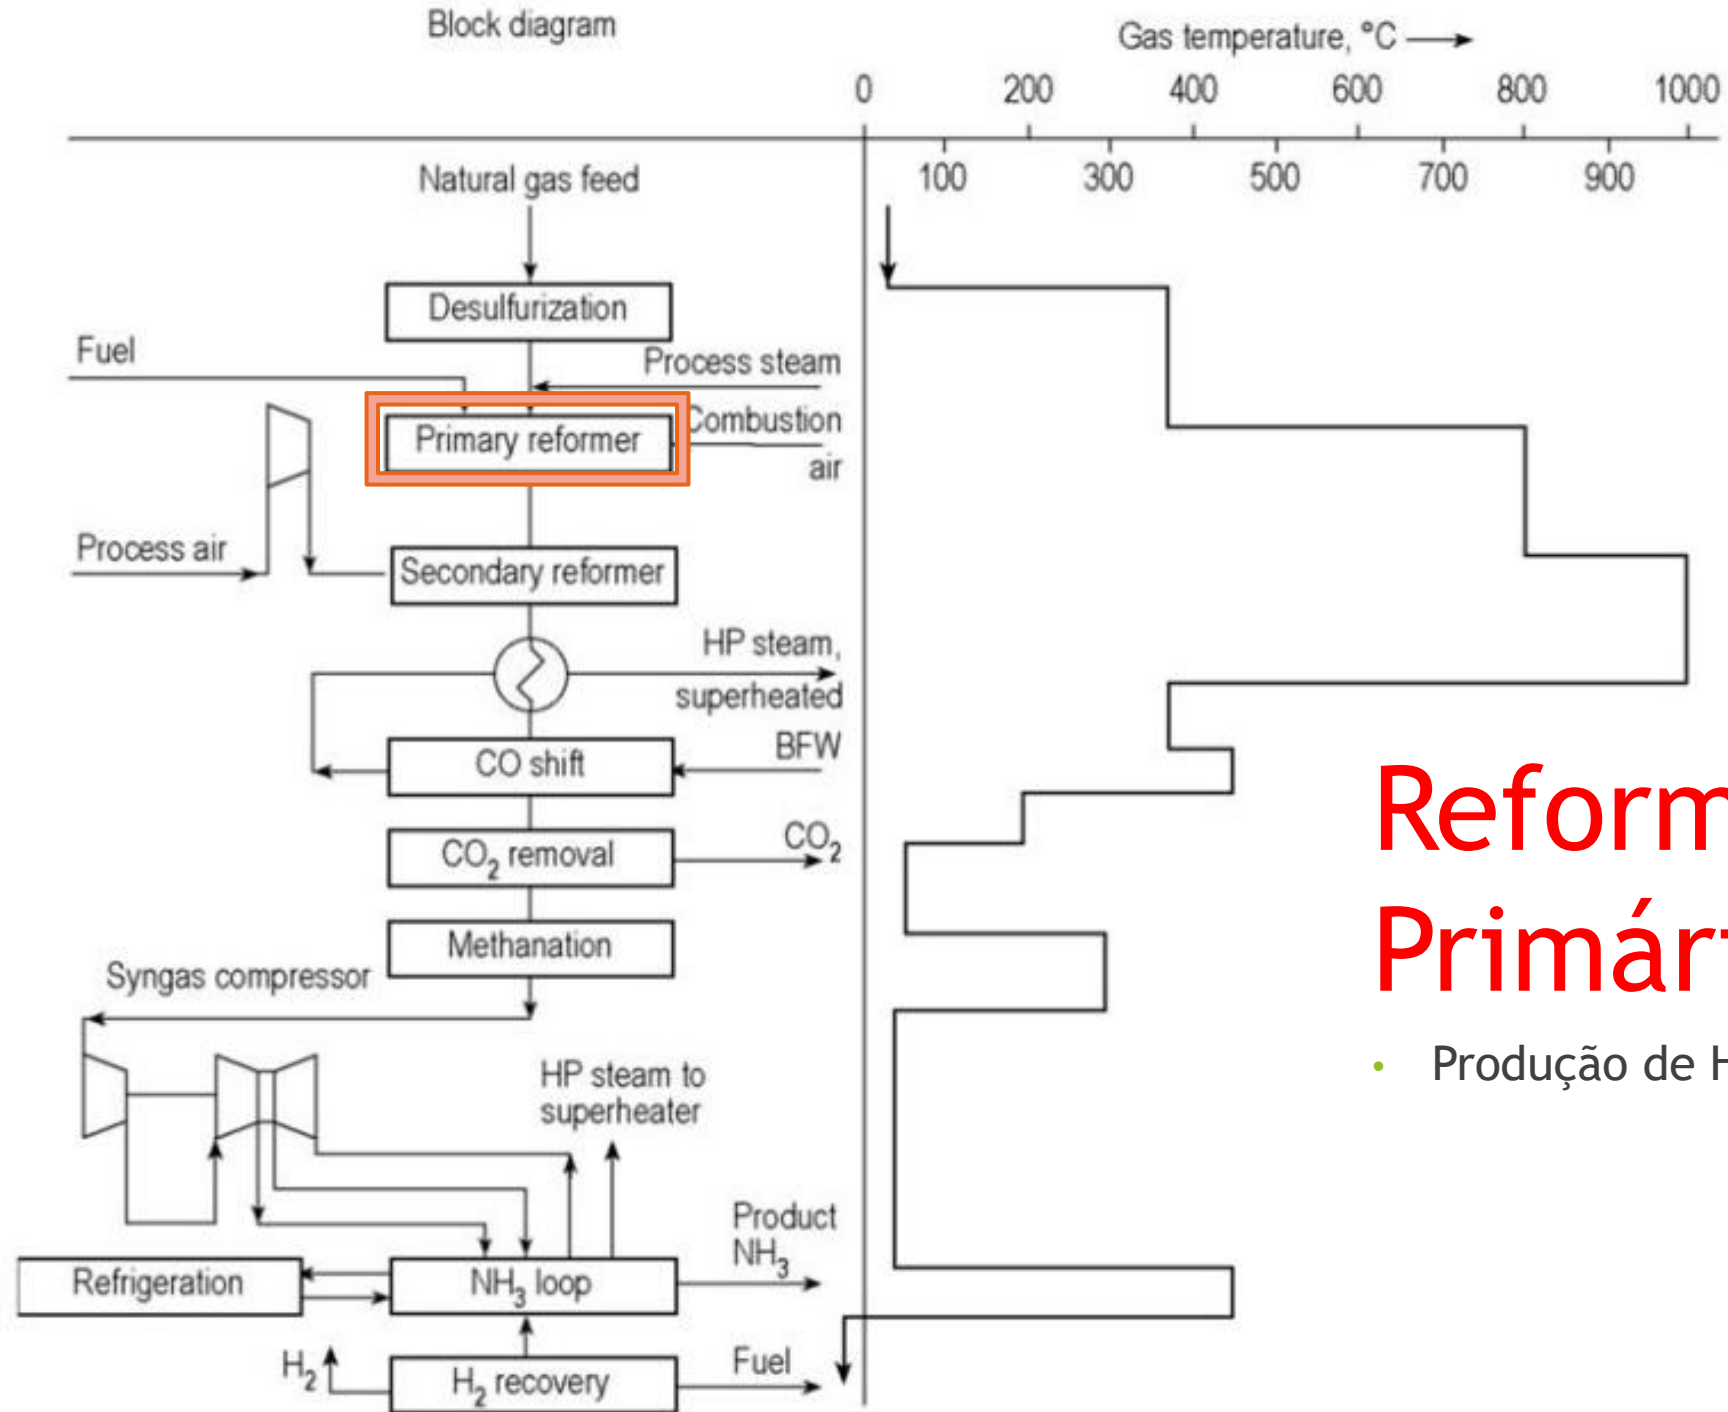 Block diagram
Gas temperature, °C
0 200 400 600 800 1000
100 300 500 700 900
Natural gas feed
Desulfurization
Fuel
Process steam
Primary reformer
Combustion
air
Process air
Secondary reformer
HP steam,
superheated
BFW
CO shift
CO₂ removal
CO₂
Methanation
Syngas compressor
HP steam to
superheater
Product
NH₃
Refrigeration
NH₃ loop
H₂
H₂ recovery
Fuel
Produção de